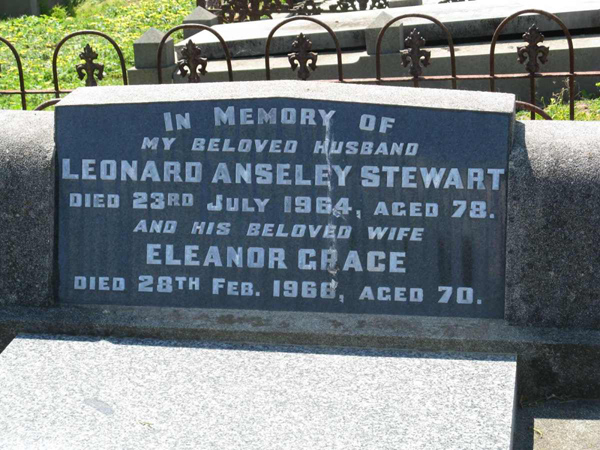 In Memory of
my beloved husband
Leonard Anseley Stewart
died 23rd July 1964, aged 78.
and his beloved wife
Eleanor Grace
died 28th Feb. 1968, aged 70.